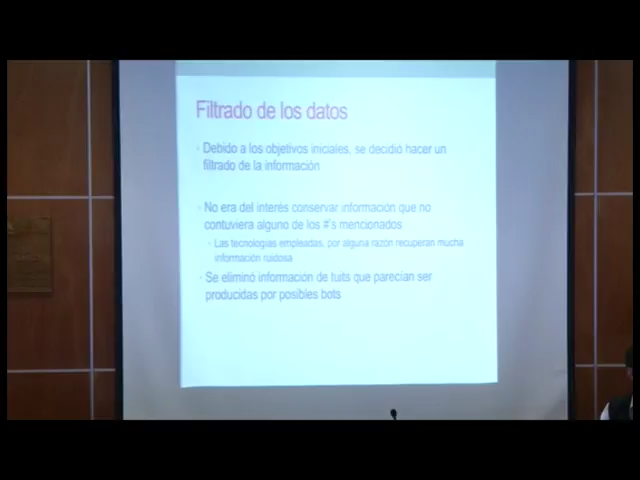 Filtrado de los datos
Debido a los objetivos iniciales, se decidió hacer un
filtrado de la información
No era del interés conservar información que no
contuviera alguno de los #'s mencionados
Las tecnologías empleadas, por alguna razón recuperan mucha
información ruidosa
Se eliminó información de tuits que parecían ser
producidas por posibles bots